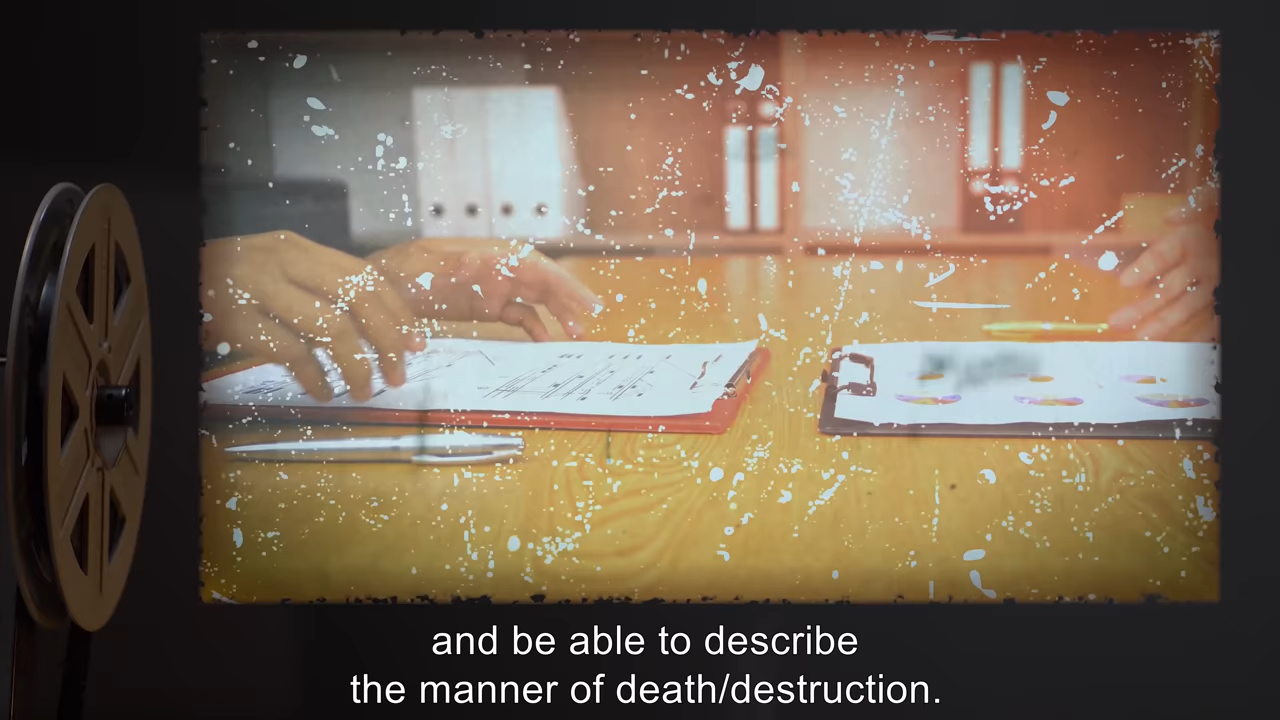 and be able to describe
the manner of death/destruction.